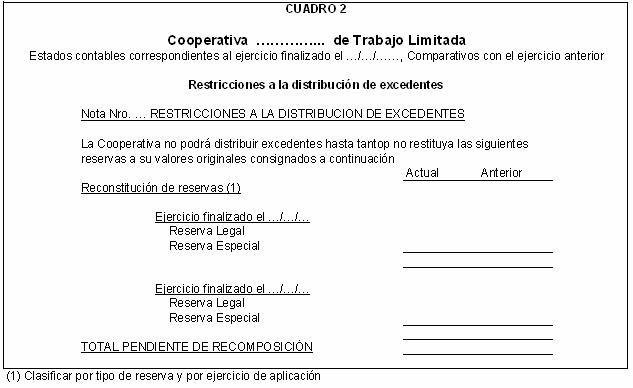 CUADRO 2
Cooperativa ………….. de Trabajo Limitada
Estados contables correspondientes al ejercicio finalizado el …/…/……, Comparativos con el ejercicio anterior
Restricciones a la distribución de excedentes
Nota Nro. … RESTRICCIONES A LA DISTRIBUCION DE EXCEDENTES
La Cooperativa no podrá distribuir excedentes hasta tantop no restituya las siguientes
reservas a su valores originales consignados a continuación
Actual Anterior
Reconstitución de reservas (1)
Ejercicio finalizado el …/…/…
Reserva Legal
Reserva Especial
Ejercicio finalizado el …/…/…
Reserva Legal
Reserva Especial
TOTAL PENDIENTE DE RECOMPOSICIÓN
(1) Clasificar por tipo de reserva y por ejercicio de aplicación